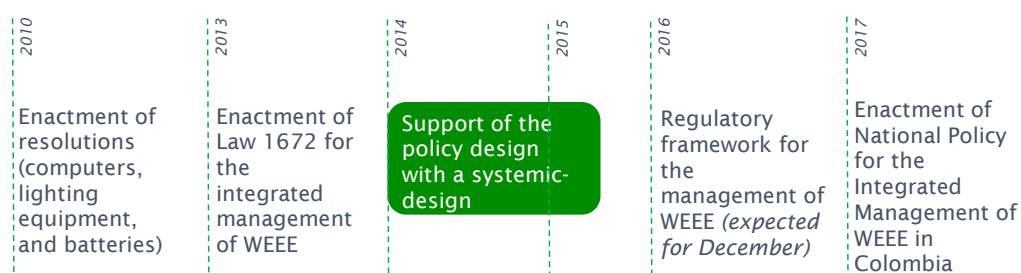 2010
2013
2014
2015
2016
2017
Enactment of
resolutions
(computers,
lighting
equipment,
and batteries)
Enactment of
Law 1672 for
the
integrated
management
of WEEE
Support of the
policy design
with a systemic-
design
Regulatory
framework for
the
management of
WEEE (expected
for December)
Enactment of
National Policy
for the
Integrated
Management of
WEEE in
Colombia